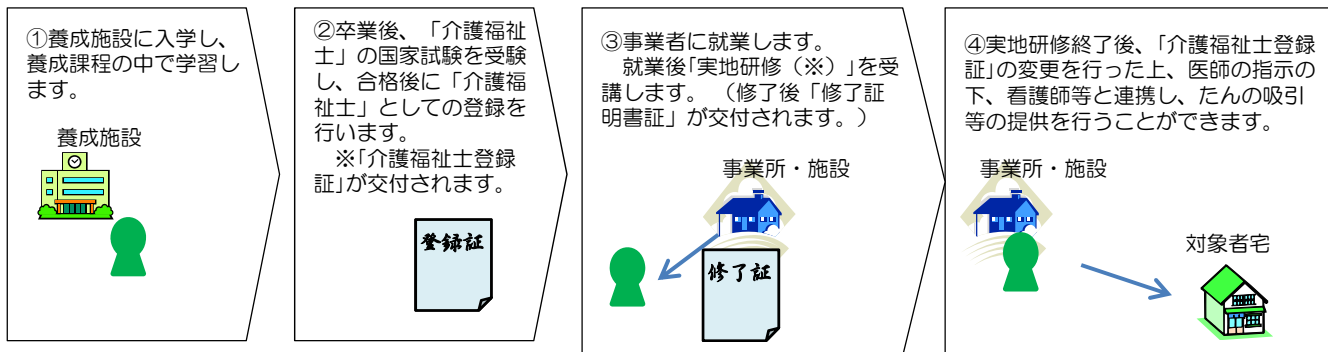 ①養成施設に入学し、
養成課程の中で学習し
ます。
養成施設
②卒業後、「介護福祉
士」の国家試験を受験
し、合格後に「介護福
祉士」としての登録を
行います。
※「介護福祉士登録
証」が交付されます。
登録証
③事業者に就業します。
就業後「実地研修（※）」を受
講します。（修了後「修了証
明書証」が交付されます。）
事業所・施設
修了証
④実地研修終了後、「介護福祉士登録
証」の変更を行った上、医師の指示の
下、看護師等と連携し、たんの吸引
等の提供を行うことができます。
事業所・施設
対象者宅